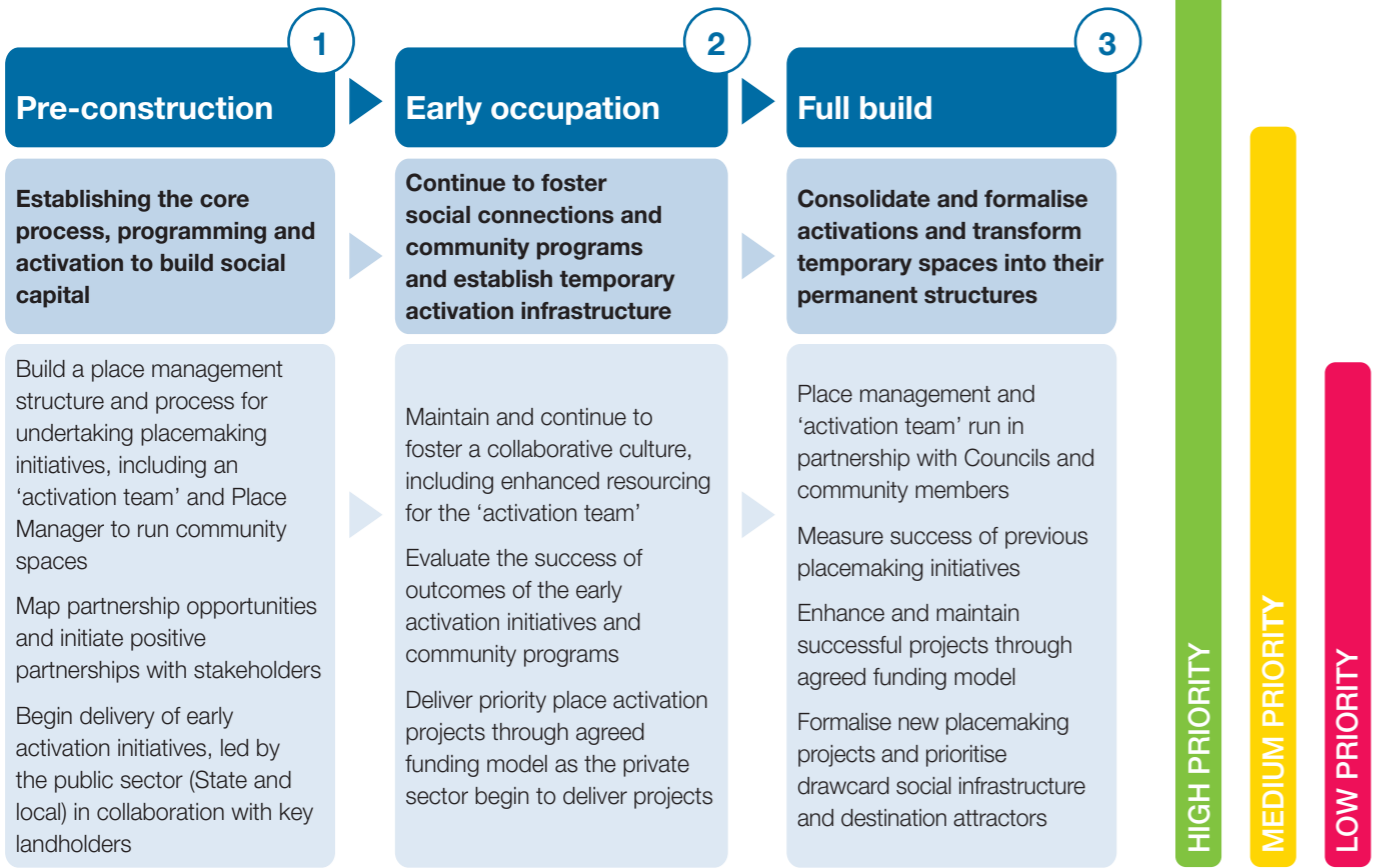 1
Pre-construction
Establishing the core
process, programming and
activation to build social
capital
Build a place management
structure and process for
undertaking placemaking
initiatives, including an
‘activation team’ and Place
Manager to run community
spaces
Map partnership opportunities
and initiate positive
partnerships with stakeholders
Begin delivery of early
activation initiatives, led by
the public sector (State and
local) in collaboration with key
landholders
2
Early occupation
Continue to foster
social connections and
community programs
and establish temporary
activation infrastructure
Maintain and continue to
foster a collaborative culture,
including enhanced resourcing
for the ‘activation team’
Evaluate the success of
outcomes of the early
activation initiatives and
community programs
Deliver priority place activation
projects through agreed
funding model as the private
sector begin to deliver projects
3
Full build
Consolidate and formalise
activations and transform
temporary spaces into their
permanent structures
Place management and
‘activation team’ run in
partnership with Councils and
community members
Measure success of previous
placemaking initiatives
Enhance and maintain
successful projects through
agreed funding model
Formalise new placemaking
projects and prioritise
drawcard social infrastructure
and destination attractors
HIGH PRIORITY
MEDIUM PRIORITY
LOW PRIORITY